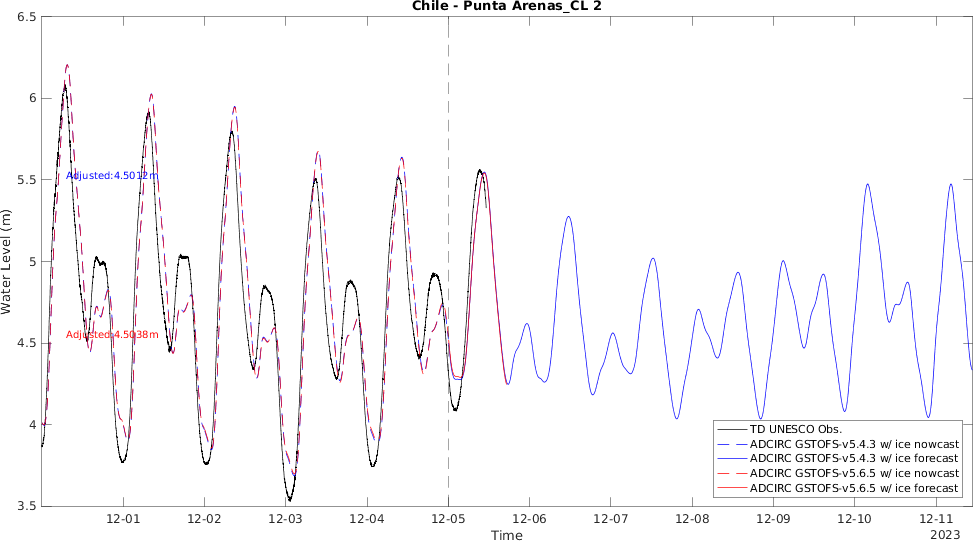 Chile - Punta Arenas_CL 2
6.5
6
5.5
5
4.5
4
3.5
Water Level (m)
Adjusted:4.5012m
Adjusted:4.5038m
TD UNESCO Obs.
ADCIRC GSTOFS-v5.4.3 w/ ice nowcast
ADCIRC GSTOFS-v5.4.3 w/ ice forecast
ADCIRC GSTOFS-v5.6.5 w/ ice nowcast
ADCIRC GSTOFS-v5.6.5 w/ ice forecast
12-01 12-02 12-03 12-04 12-05 12-06 12-07 12-08 12-09 12-10 12-11
2023
Time